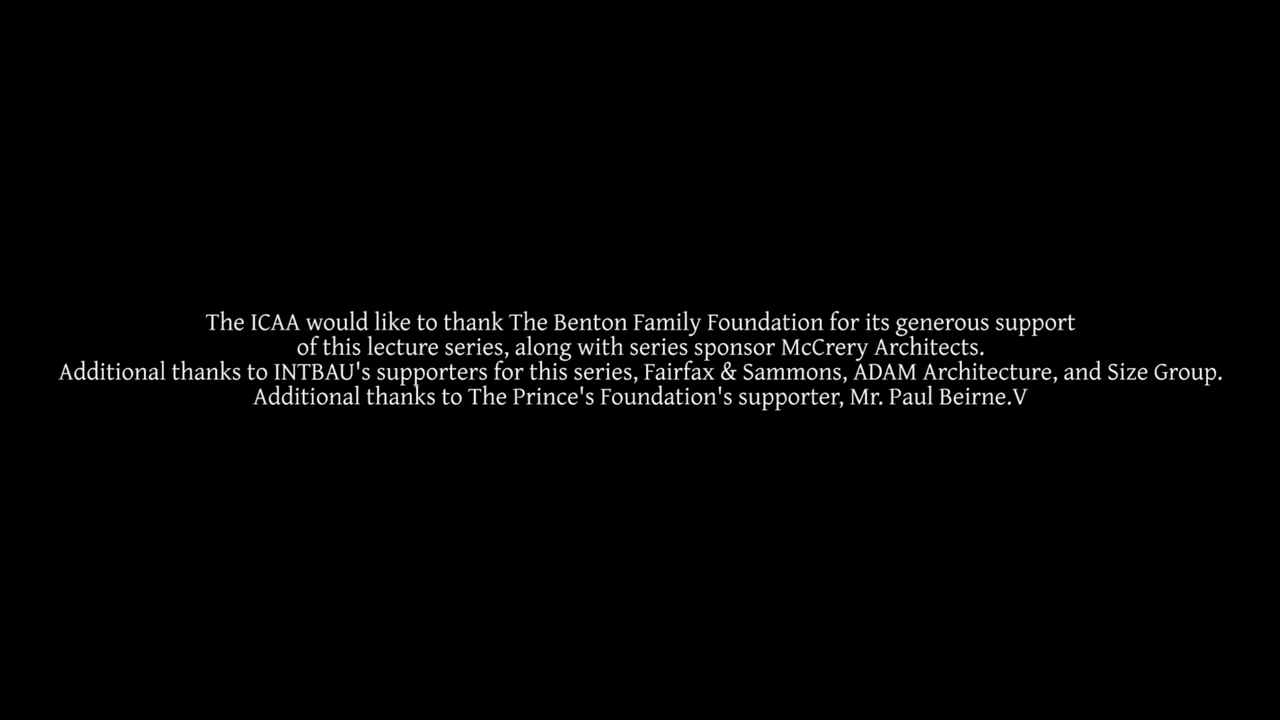 The ICAA would like to thank The Benton Family Foundation for its generous support
of this lecture series, along with series sponsor McCrery Architects.
Additional thanks to INTBAU's supporters for this series, Fairfax & Sammons, ADAM Architecture, and Size Group.
Additional thanks to The Prince's Foundation's supporter, Mr. Paul Beirne.V